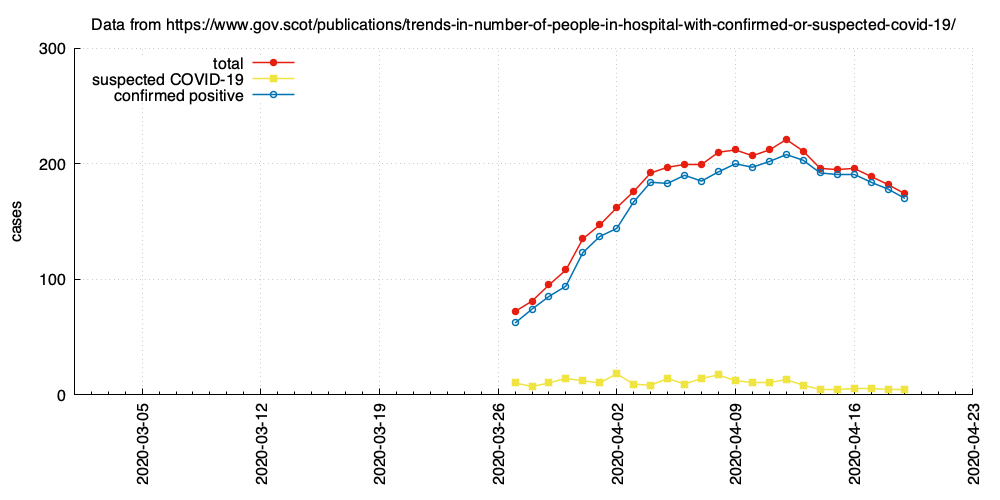 Data from https://www.gov.scot/publications/trends-in-number-of-people-in-hospital-with-confirmed-or-suspected-covid-19/
300
total
suspected COVID-19
confirmed positive
200
cases
100
0
2020-03-05
2020-03-12
2020-03-19
2020-03-26
2020-04-02
2020-04-09
2020-04-16
2020-04-23